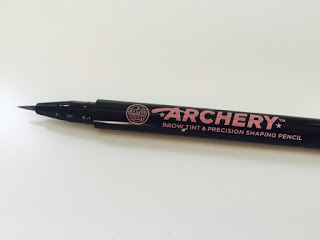 ARCHERY™
BROW TINT & PRECISION SHAPING PENCIL